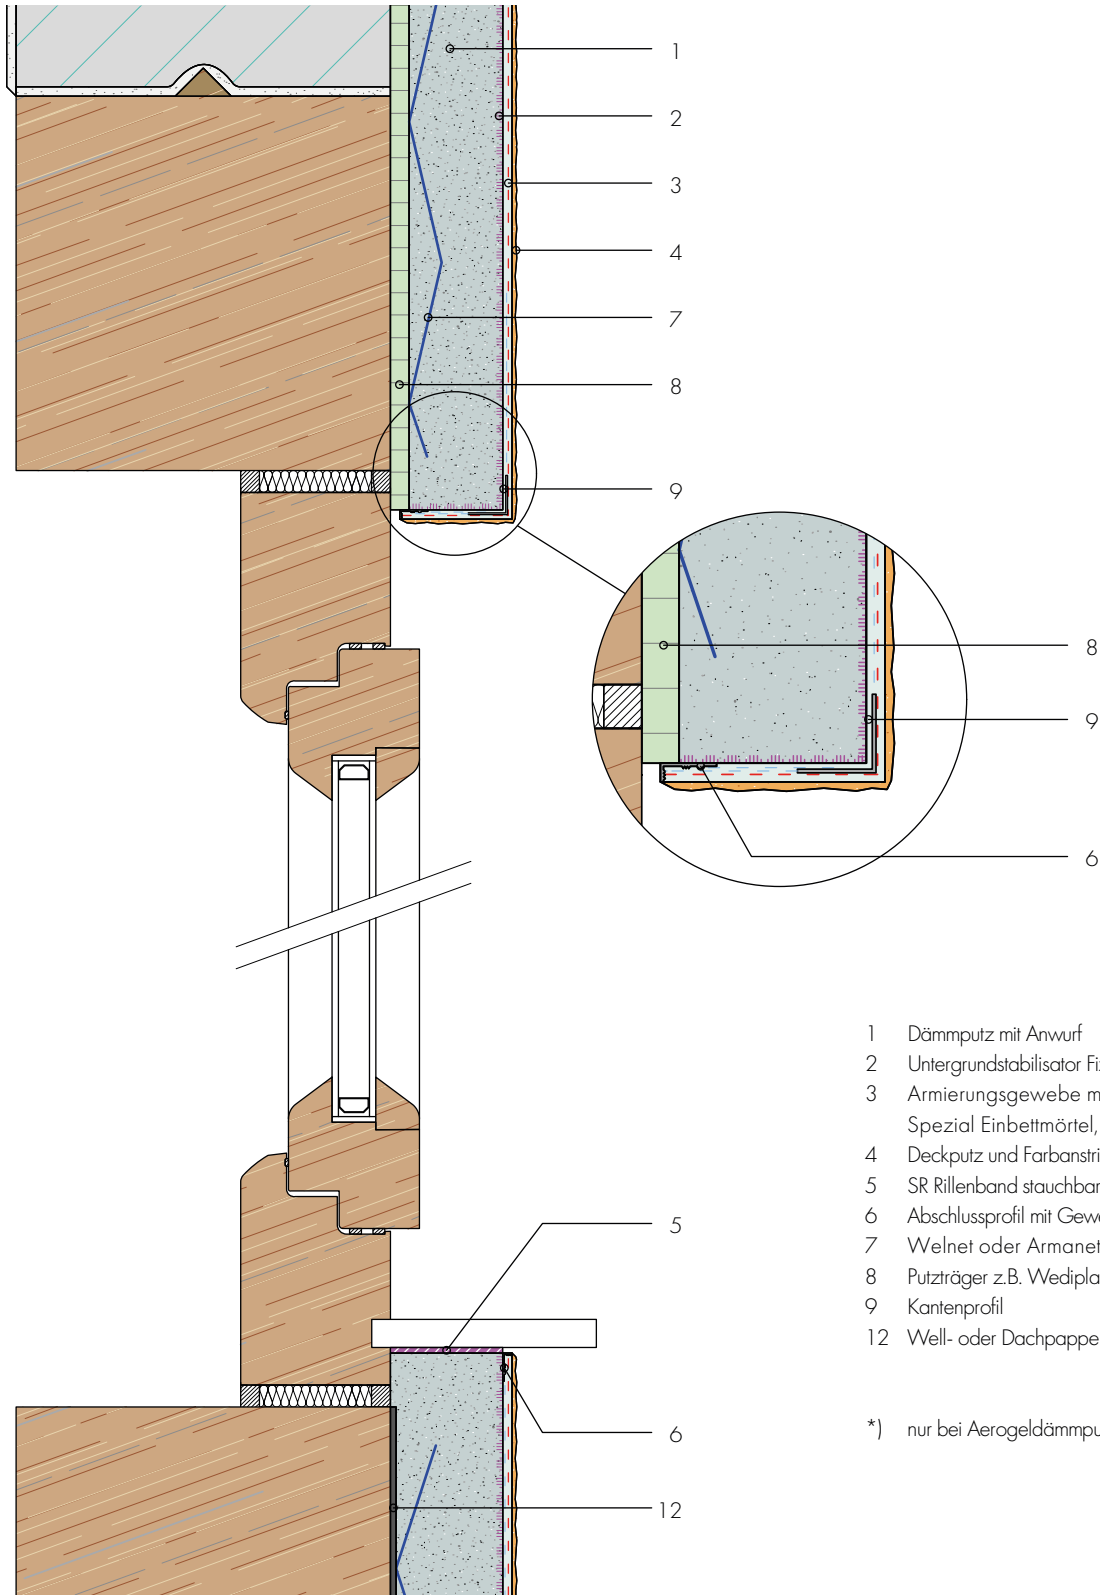 1
2
3
4
7
8
9
8
9
6
5
6
12
1 Dämmputz mit Anwurf
2 Untergrundstabilisator
3 Armierungsgewebe
Spezial Einbettmörtel,
4 Deckputz und
5 SR Rillenband
6 Abschlussprofil mit
7 Welnet oder Armanet
8 Putzträger z.B.
9 Kantenprofil
12 Well- oder Dachpappe
*) nur bei